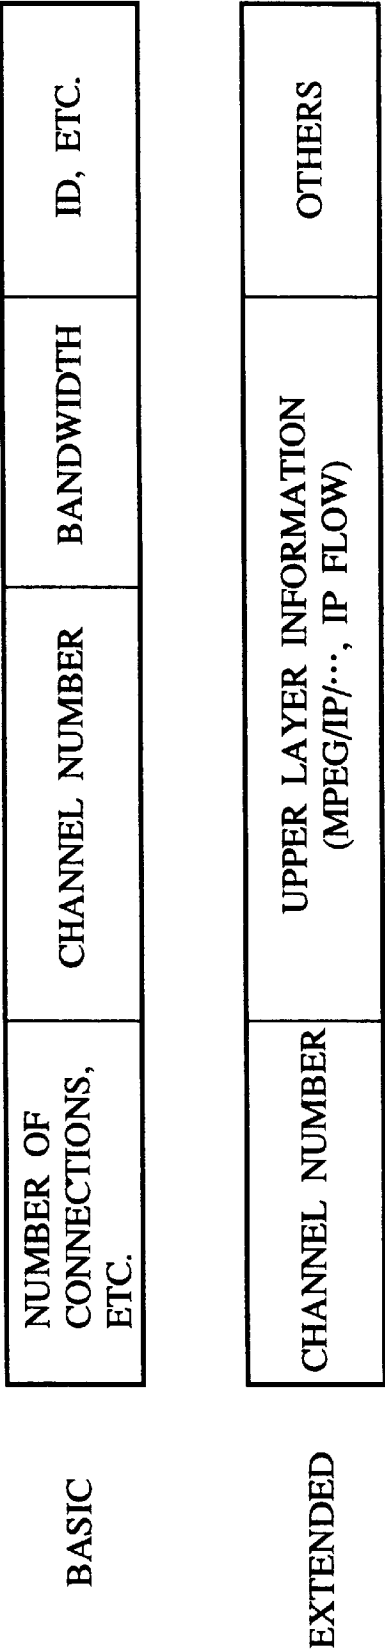 BASIC
NUMBER OF
CONNECTIONS,
ETC.
CHANNEL NUMBER
BANDWIDTH
ID, ETC.
EXTENDED
CHANNEL NUMBER
UPPER LAYER INFORMATION
(MPEG/IP/···, IP FLOW)
OTHERS